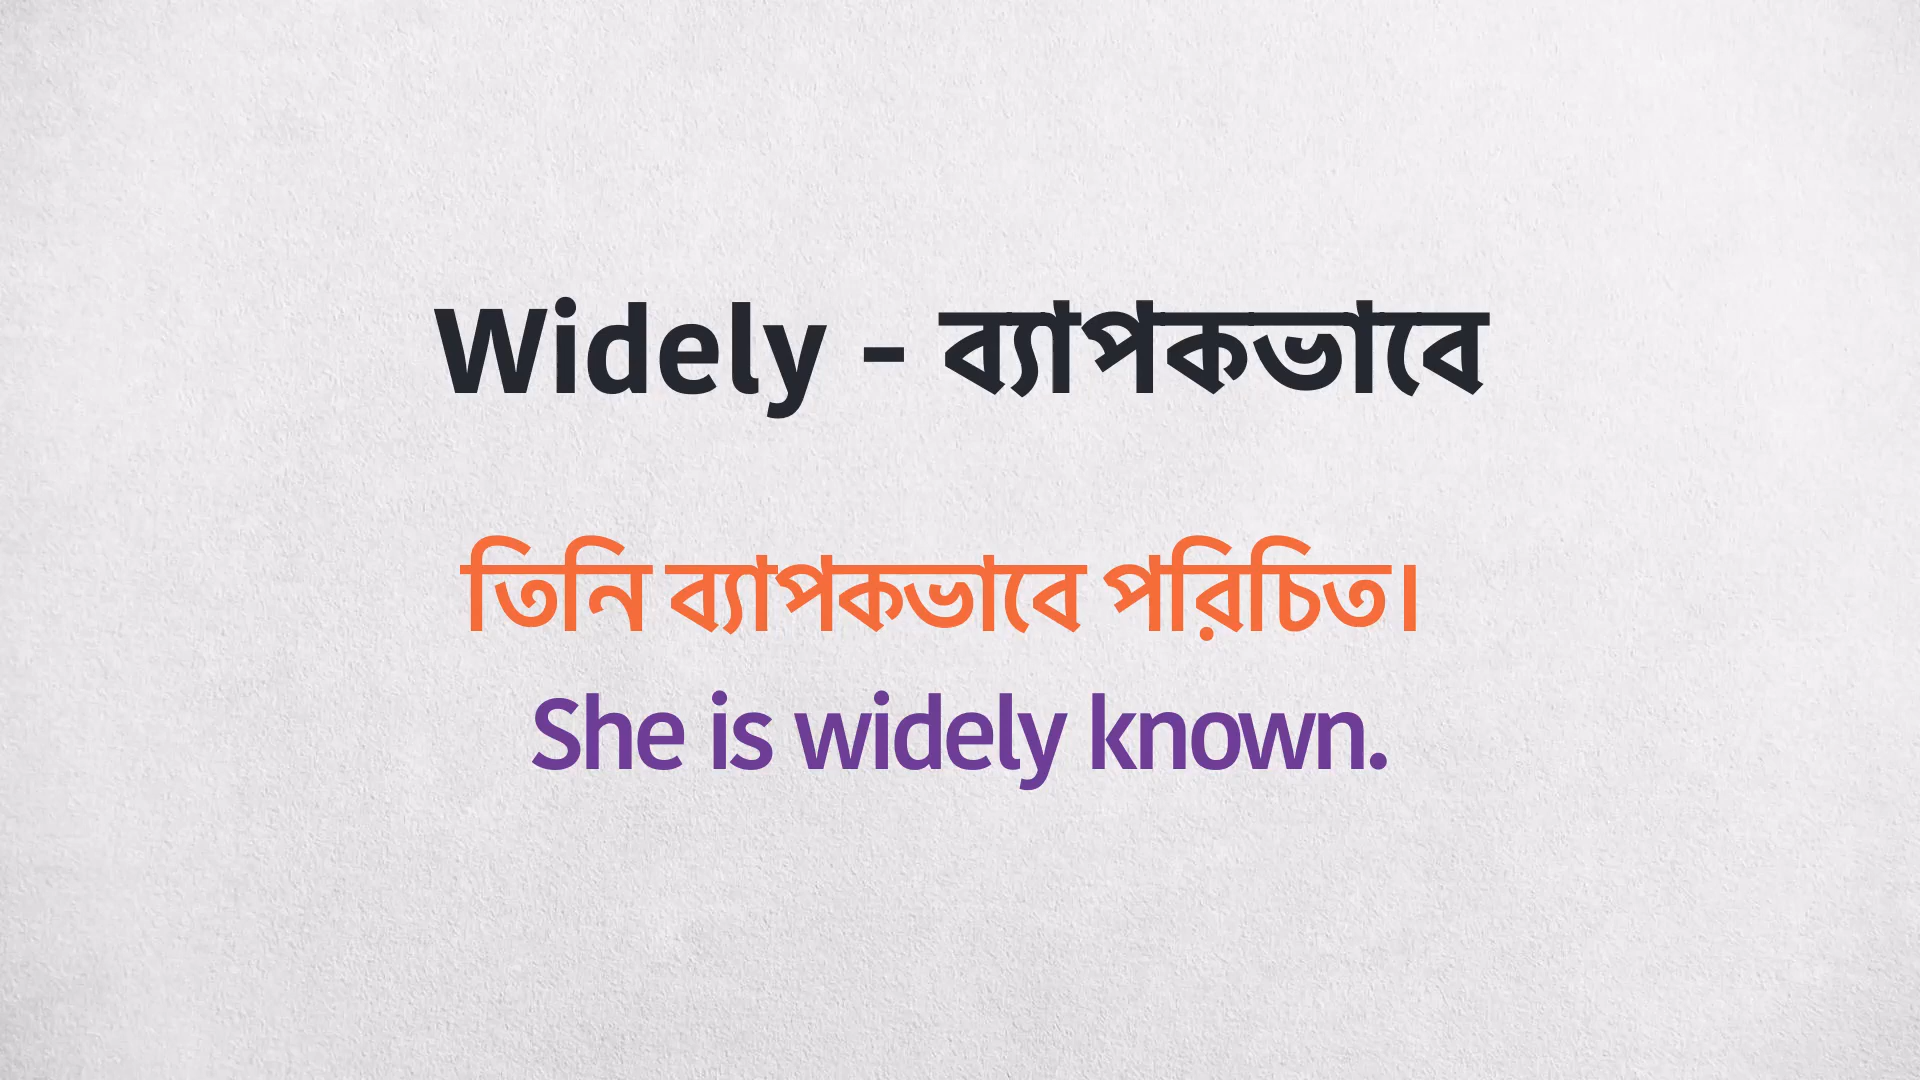 Widely - ব্যাপকভাবে
তিনি ব্যাপকভাবে পরিচিত।
She is widely known.